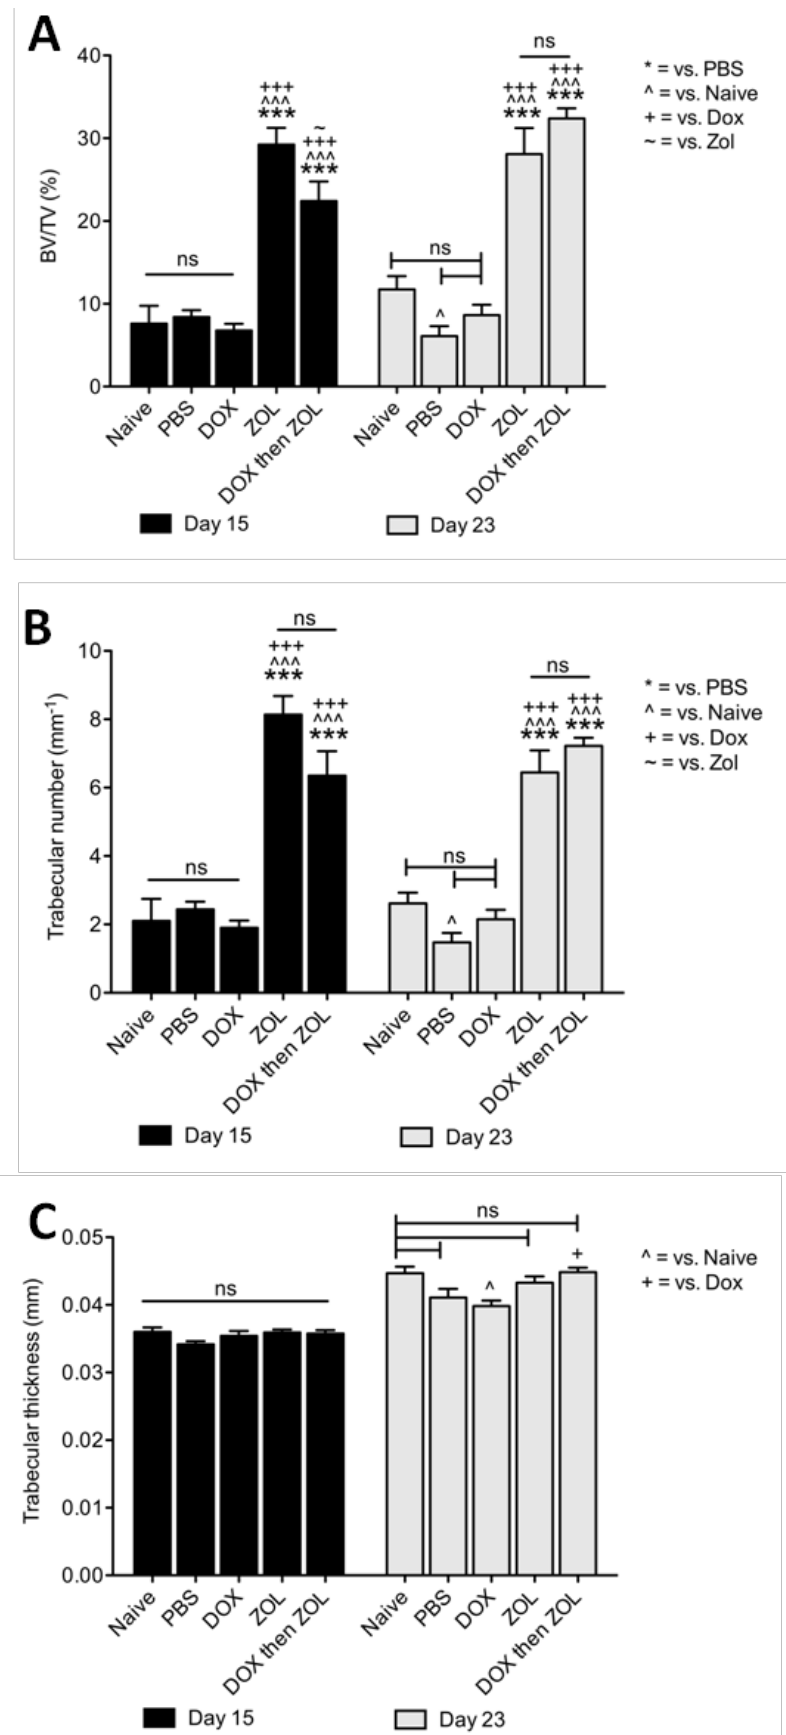 A
ns
+++
^^^
***
~
+++
^^^
***
+++
^^^
***
+++
^^^
***
* = vs. PBS
^ = vs. Naive
+ = vs. Dox
~ = vs. Zol
BV/TV (%)
40
30
20
10
0
ns
ns
^
Naive
PBS
DOX
ZOL
DOX then ZOL
Naive
PBS
DOX
ZOL
DOX then ZOL
Day 15
Day 23
B
ns
+++
^^^
***
+++
^^^
***
ns
+++
^^^
***
+++
^^^
***
* = vs. PBS
^ = vs. Naive
+ = vs. Dox
~ = vs. Zol
Trabecular number (mm-1)
10
8
6
4
2
0
ns
ns
^
Naive
PBS
DOX
ZOL
DOX then ZOL
Naive
PBS
DOX
ZOL
DOX then ZOL
Day 15
Day 23
C
ns
ns
^
+
^ = vs. Naive
+ = vs. Dox
Trabecular thickness (mm)
0.05
0.04
0.03
0.02
0.01
0.00
Naive
PBS
DOX
ZOL
DOX then ZOL
Naive
PBS
DOX
ZOL
DOX then ZOL
Day 15
Day 23